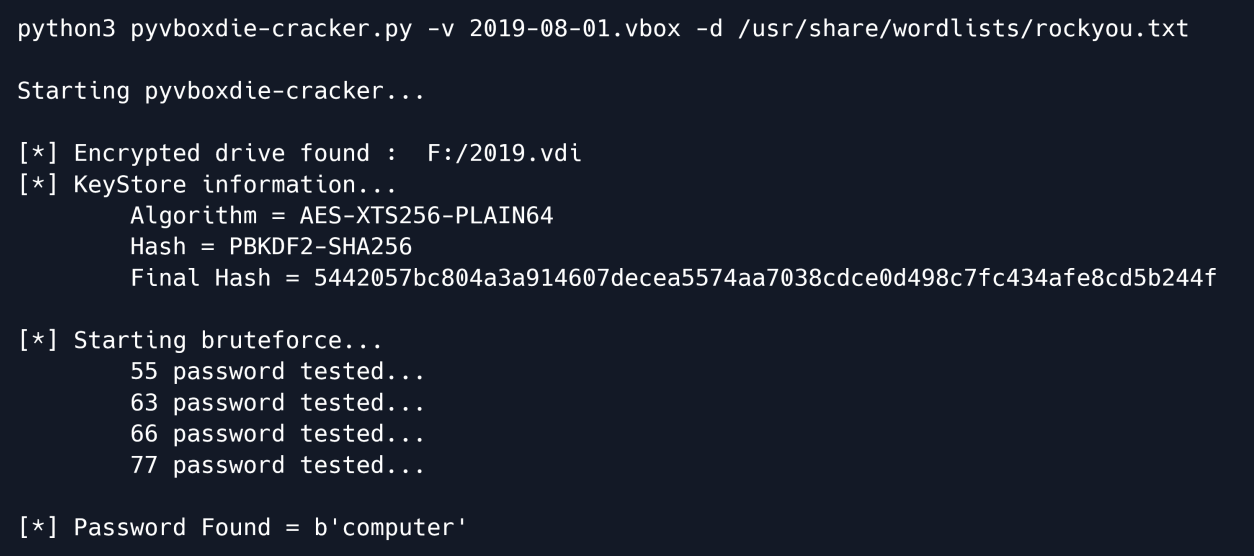 python3 pyvboxdie-cracker.py -v 2019-08-01.vbox -d /usr/share/wordlists/rockyou.txt
Starting pyvboxdie-cracker...
[*] Encrypted drive found :  F:/2019.vdi
[*] KeyStore information...
Algorithm = AES-XTS256-PLAIN64
Hash = PBKDF2-SHA256
Final Hash = 5442057bc804a3a914607decea5574aa7038cdce0d498c7fc434afe8cd5b244f
[*] Starting bruteforce...
55 password tested...
63 password tested...
66 password tested...
77 password tested...
[*] Password Found = b'computer'